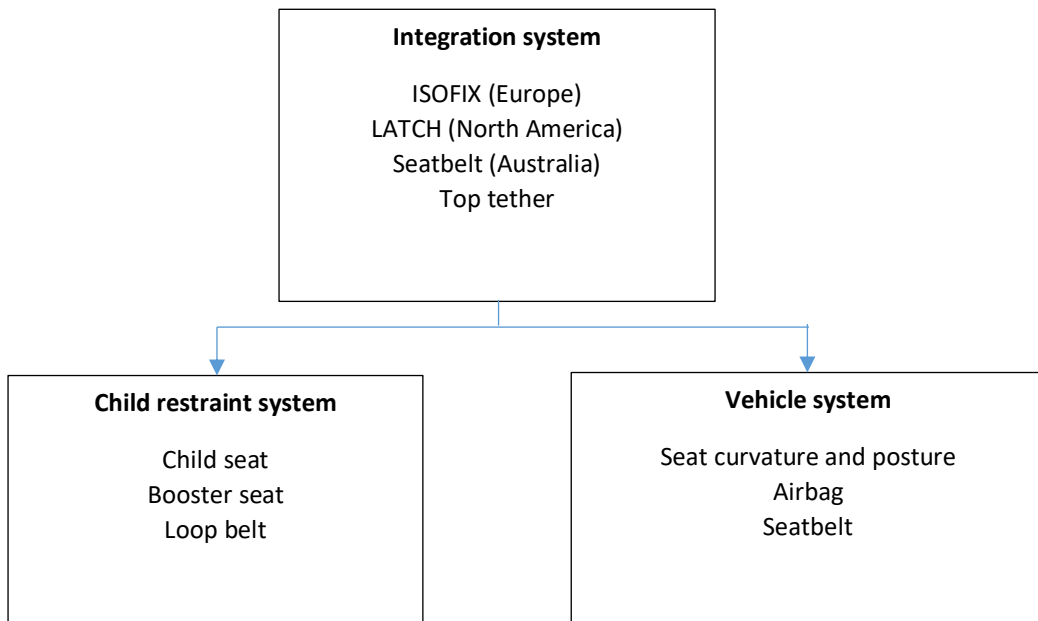 Integration system
ISOFIX (Europe)
LATCH (North America)
Seatbelt (Australia)
Top tether
Child restraint system
Child seat
Booster seat
Loop belt
Vehicle system
Seat curvature and posture
Airbag
Seatbelt